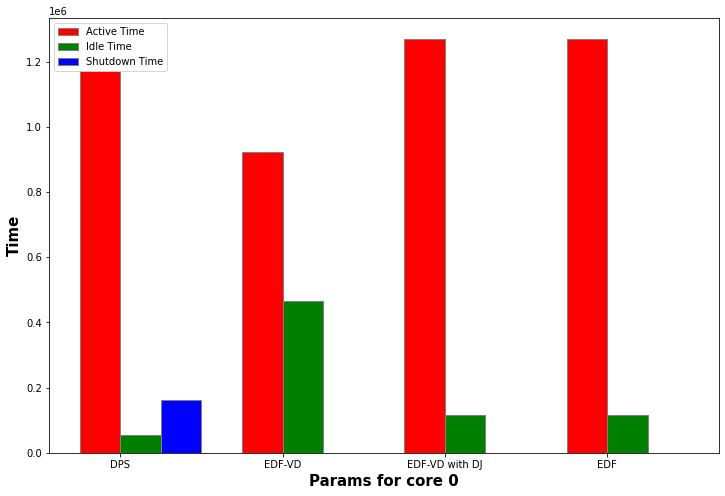 1e6
Active Time
Idle Time
Shutdown Time
1.2
1.0
0.8
0.6
0.4
0.2
0.0
Time
DPS EDF-VD EDF-VD with DJ EDF
Params for core 0